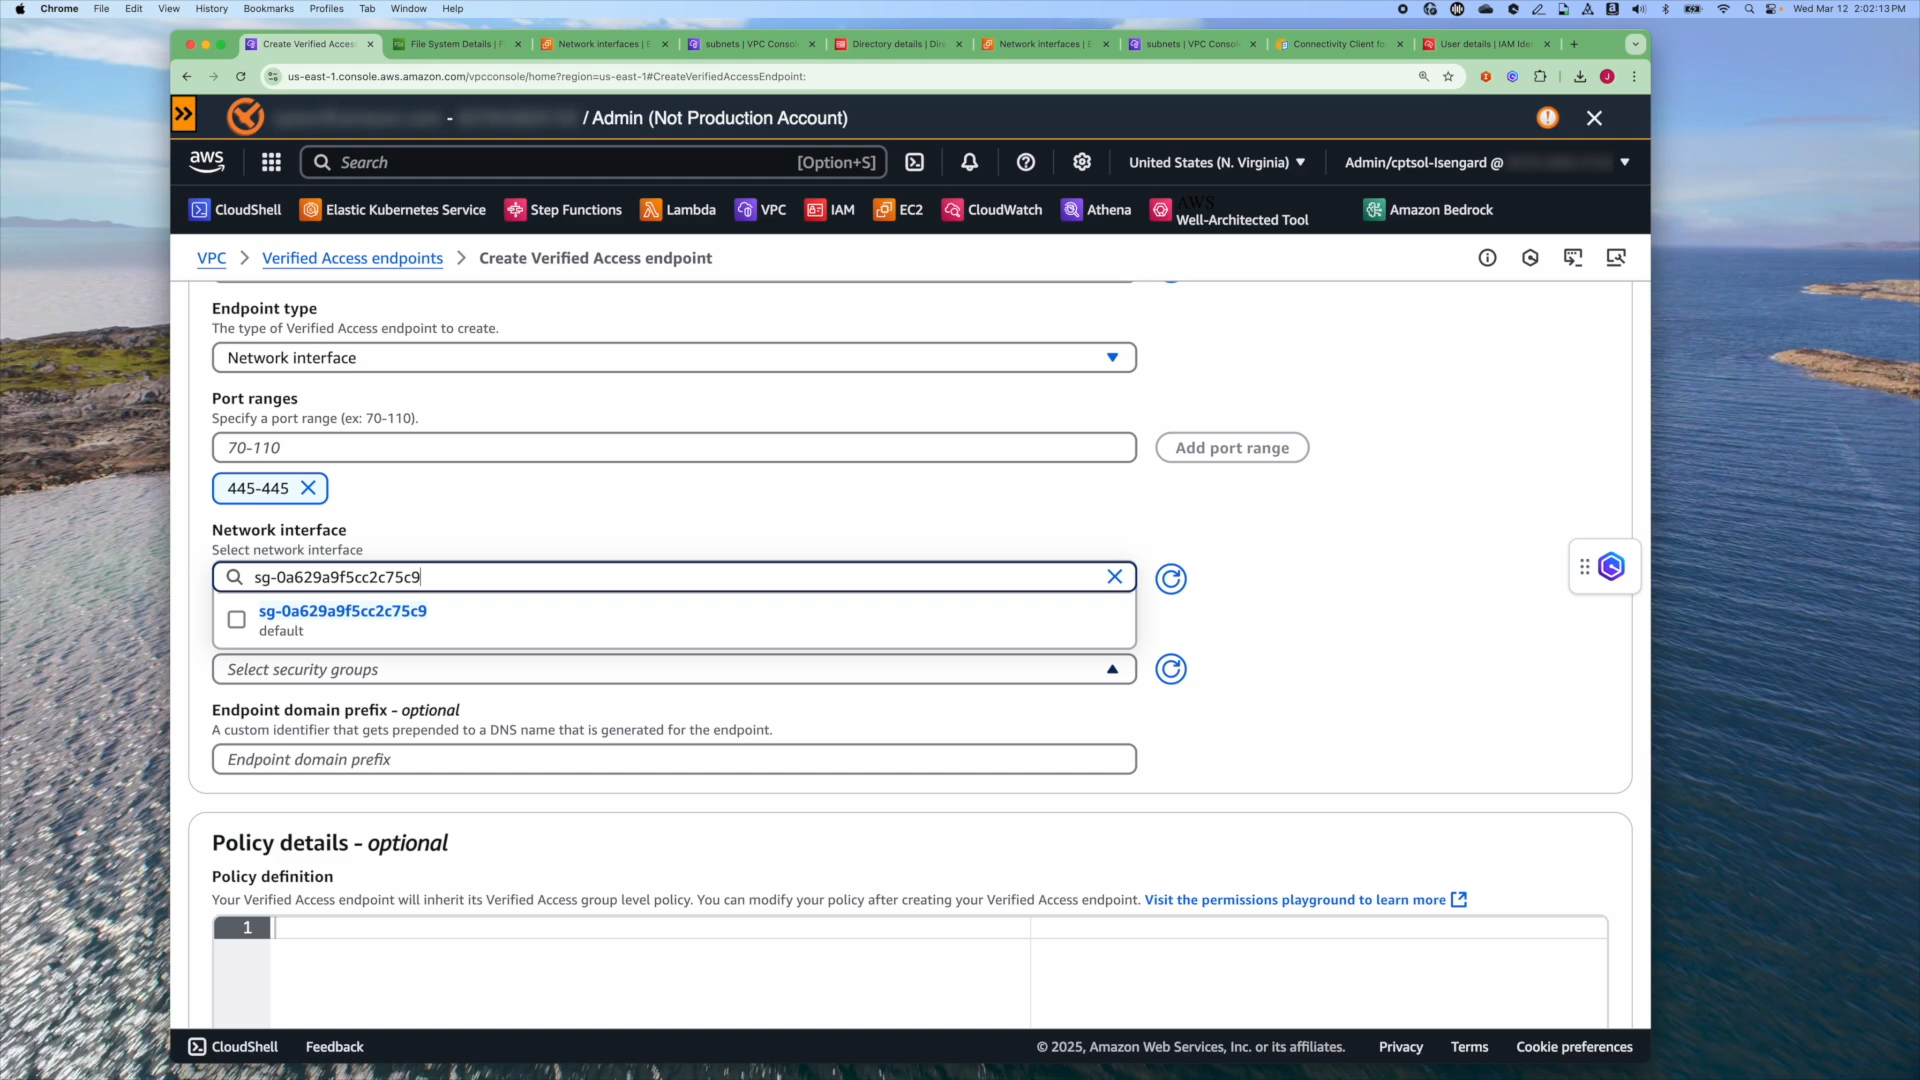 Chrome File Edit View History Bookmarks Profiles Tab Window Help
Wed Mar 12 2:02:13 PM
Create Verified Access
File System Details | F
Network interfaces | E
subnets | VPC Consol
Directory details | Dire
Network interfaces | E
subnets | VPC Consol
Connectivity Client for
User details | IAM Iden
us-east-1.console.aws.amazon.com/vpcconsole/home?region=us-east-1#CreateVerifiedAccessEndpoint:
- / Admin (Not Production Account)
aws
Search [Option+S]
United States (N. Virginia)
Admin/cptsol-Isengard @
CloudShell
Elastic Kubernetes Service
Step Functions
Lambda
VPC
IAM
EC2
CloudWatch
Athena
AWS
Well-Architected Tool
Amazon Bedrock
VPC > Verified Access endpoints > Create Verified Access endpoint
Endpoint type
The type of Verified Access endpoint to create.
Network interface
Port ranges
Specify a port range (ex: 70-110).
70-110
Add port range
445-445
Network interface
Select network interface
sg-0a629a9f5cc2c75c9
sg-0a629a9f5cc2c75c9
default
Select security groups
Endpoint domain prefix - optional
A custom identifier that gets prepended to a DNS name that is generated for the endpoint.
Endpoint domain prefix
Policy details - optional
Policy definition
Your Verified Access endpoint will inherit its Verified Access group level policy. You can modify your policy after creating your Verified Access endpoint. Visit the permissions playground to learn more
1
CloudShell
Feedback
© 2025, Amazon Web Services, Inc. or its affiliates.
Privacy
Terms
Cookie preferences